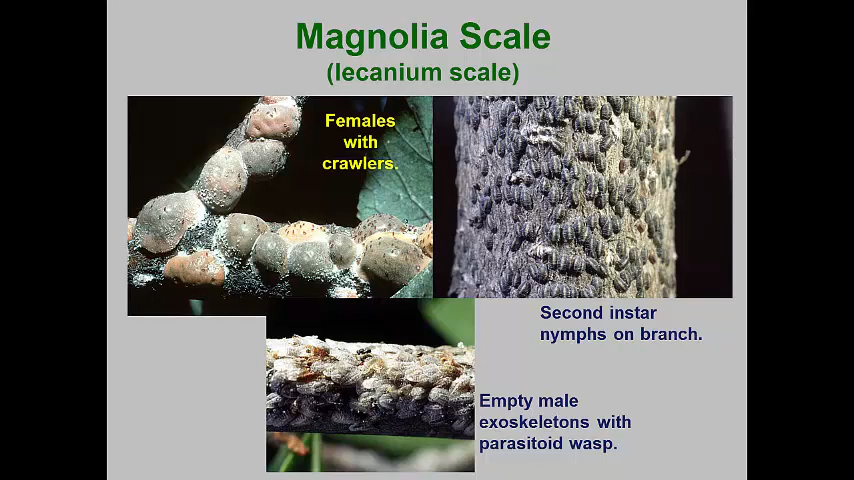 Magnolia Scale
(lecanium scale)
Females
with
crawlers.
Second instar
nymphs on branch.
Empty male
exoskeletons with
parasitoid wasp.